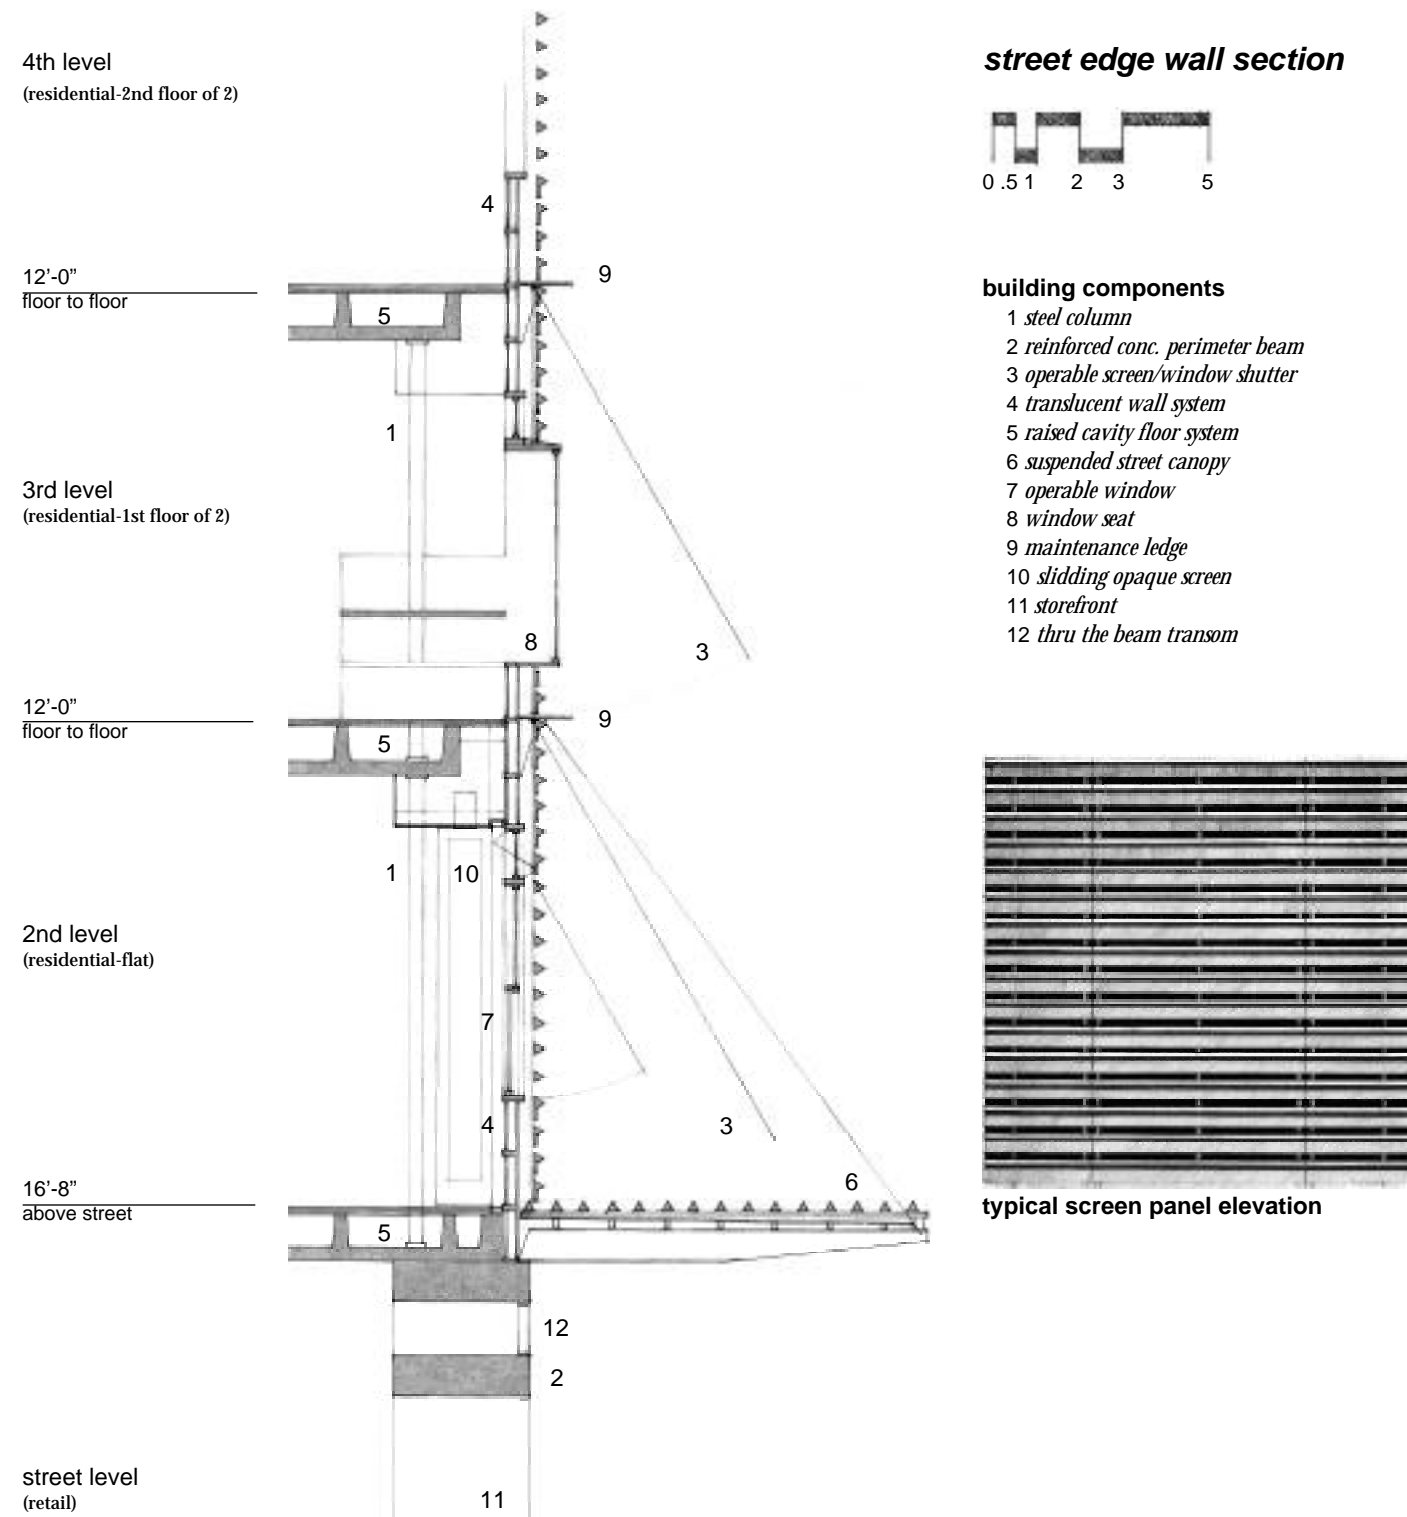 4th level
(residential-2nd floor of 2)
4
12’-0”
floor to floor
9
5
1
3rd level
(residential-1st floor of 2)
8
3
12’-0”
floor to floor
9
5
1
10
2nd level
(residential-flat)
7
4
3
16’-8”
above street
6
5
12
2
street level
(retail)
11
street edge wall section
0 .5 1 2 3 5
building components
1 steel column
2 reinforced conc. perimeter beam
3 operable screen/window shutter
4 translucent wall system
5 raised cavity floor system
6 suspended street canopy
7 operable window
8 window seat
9 maintenance ledge
10 slidding opaque screen
11 storefront
12 thru the beam transom
typical screen panel elevation